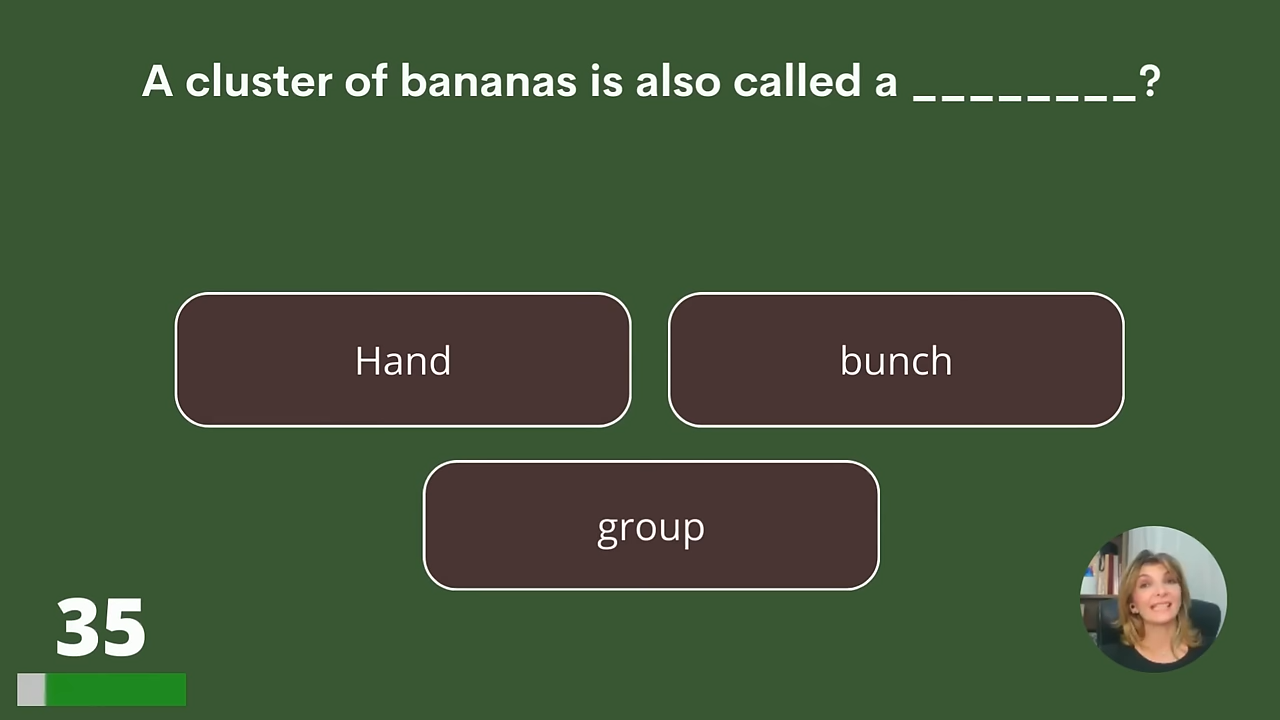 A cluster of bananas is also called a ________?
Hand
bunch
group
35